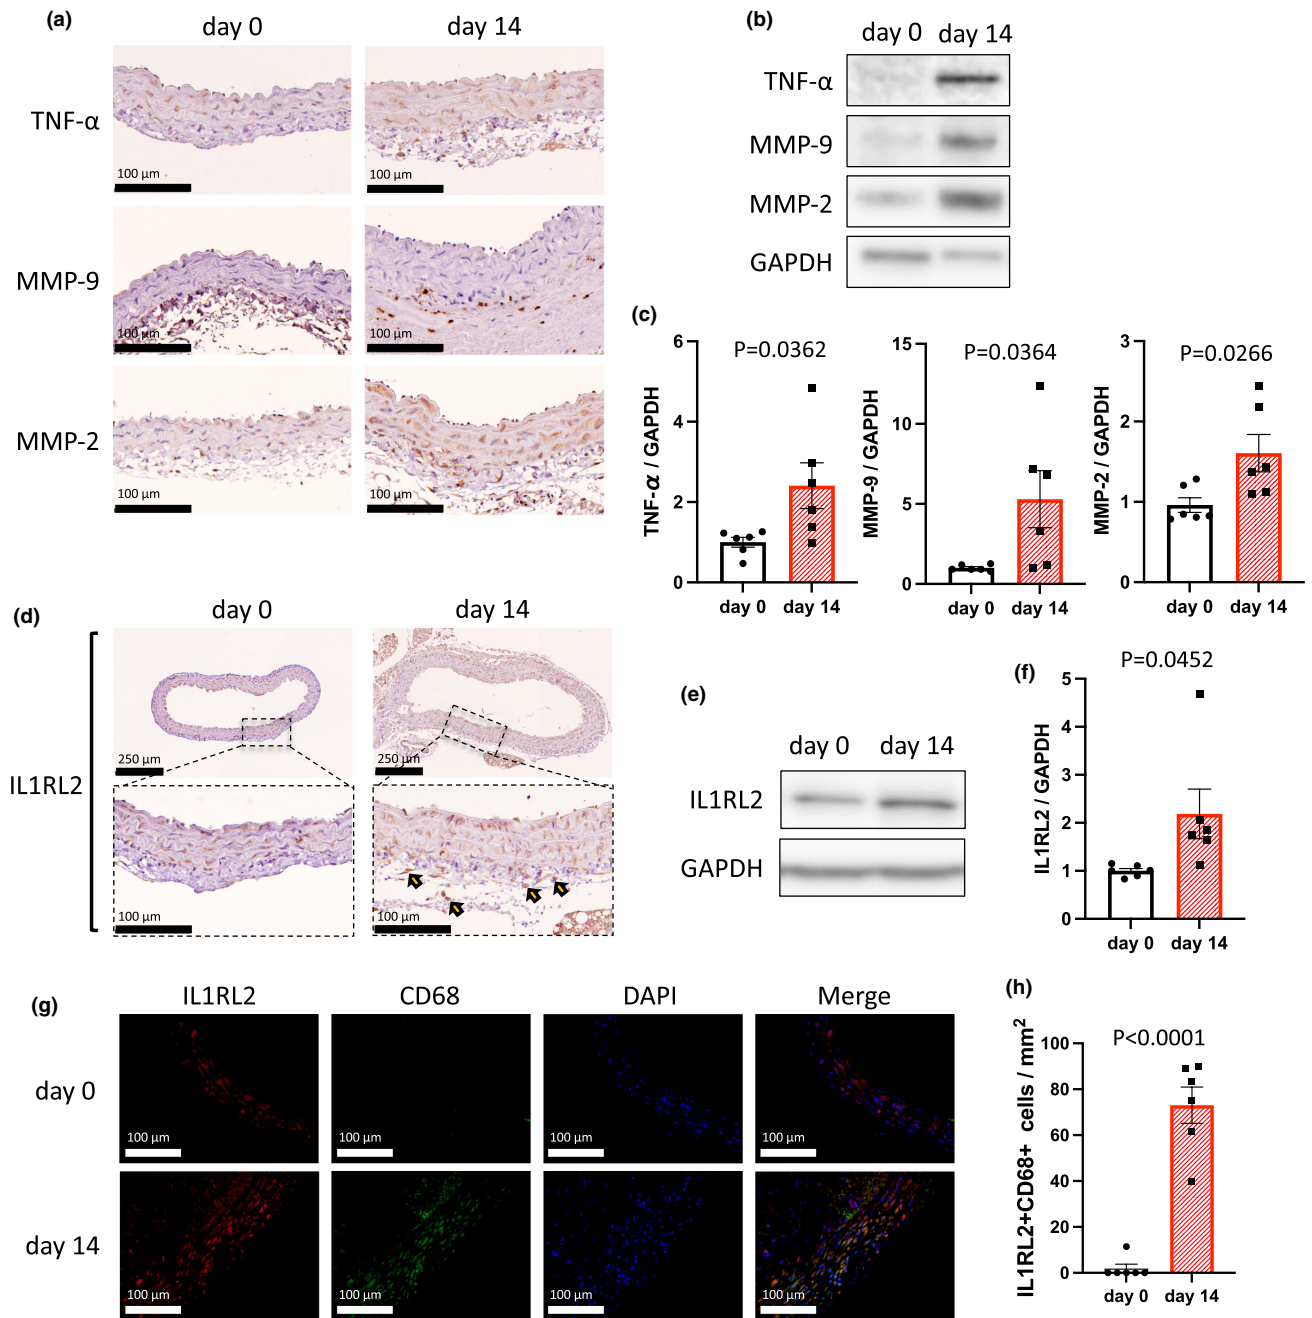 (a)
day 0
day 14
TNF-α
100 µm
100 µm
MMP-9
100 µm
100 µm
MMP-2
100 µm
100 µm
(b)
day 0 day 14
TNF-α
MMP-9
MMP-2
GAPDH
(c)
TNF-α / GAPDH
P=0.0362
6
4
2
0
day 0
day 14
MMP-9 / GAPDH
P=0.0364
15
10
5
0
day 0
day 14
MMP-2 / GAPDH
P=0.0266
3
2
1
0
day 0
day 14
(d)
day 0
day 14
IL1RL2
250 µm
250 µm
100 µm
100 µm
(e)
day 0 day 14
IL1RL2
GAPDH
(f)
P=0.0452
IL1RL2 / GAPDH
5
4
3
2
1
0
day 0
day 14
(g)
IL1RL2
CD68
DAPI
Merge
day 0
100 µm
100 µm
100 µm
100 µm
day 14
100 µm
100 µm
100 µm
100 µm
(h)
P<0.0001
IL1RL2+CD68+ cells / mm²
100
80
60
40
20
0
day 0
day 14